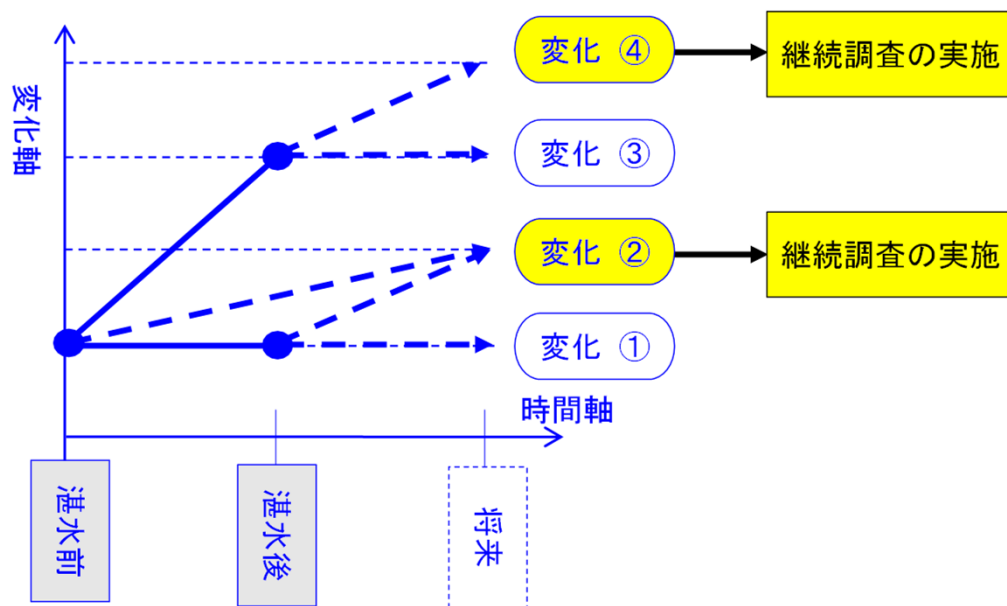 変化 ④
継続調査の実施
変化軸
変化 ③
変化 ②
継続調査の実施
変化 ①
時間軸
湛水前
湛水後
将来